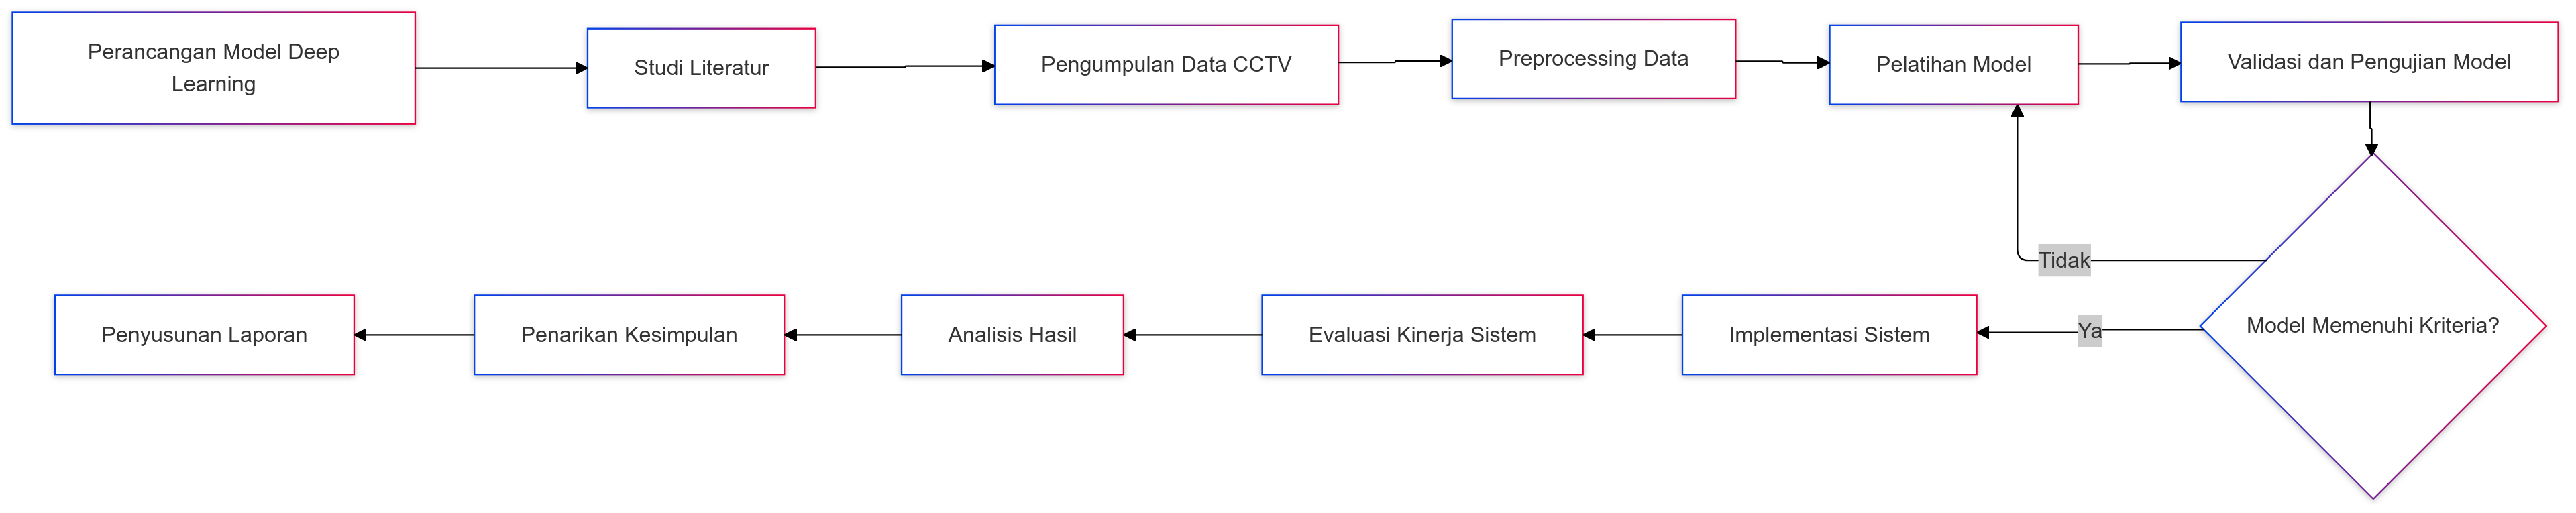 Perancangan Model Deep
Learning
Studi Literatur
Pengumpulan Data CCTV
Preprocessing Data
Pelatihan Model
Validasi dan Pengujian Model
Model Memenuhi Kriteria?
Tidak
Ya
Implementasi Sistem
Evaluasi Kinerja Sistem
Analisis Hasil
Penarikan Kesimpulan
Penyusunan Laporan